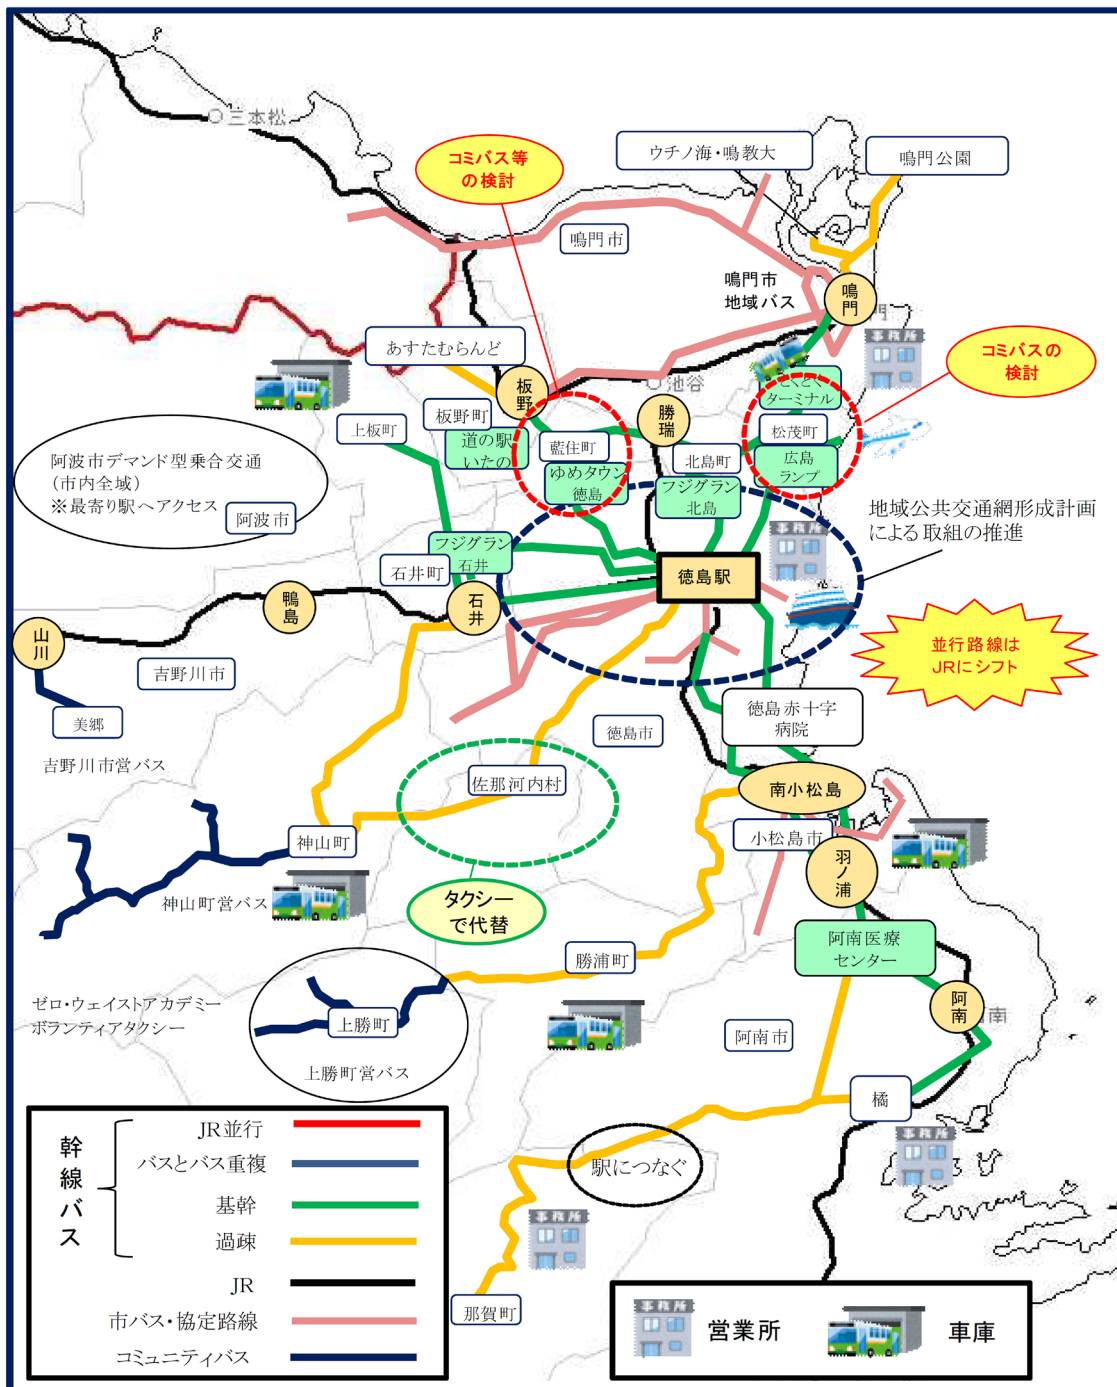 三本松
コミバス等
の検討
ウチノ海・鳴教大
鳴門公園
鳴門市
鳴門市
地域バス
鳴門
事務所
あすたむらんど
コミバスの
検討
板野
池谷
とくとく
ターミナル
勝瑞
上板町
板野町
道の駅
いたの
藍住町
松茂町
北島町
ゆめタウン
徳島
広島
ランプ
フジグラン
北島
阿波市デマンド型乗合交通
(市内全域)
※最寄り駅へアクセス
阿波市
地域公共交通網形成計画
による取組の推進
事務所
フジグラン
石井
石井町
徳島駅
鴨島
石井
山川
並行路線は
JRにシフト
吉野川市
美郷
吉野川市営バス
徳島市
徳島赤十字
病院
佐那河内村
南小松島
小松島市
神山町
羽ノ浦
神山町営バス
タクシー
で代替
阿南医療
センター
勝浦町
ゼロ・ウェイストアカデミー
ボランティアタクシー
上勝町
上勝町営バス
阿南
南
阿南市
橘
事務所
駅につなぐ
事務所
那賀町
幹線バス
JR並行
バスとバス重複
基幹
過疎
JR
市バス・協定路線
コミュニティバス
事務所
営業所
車庫